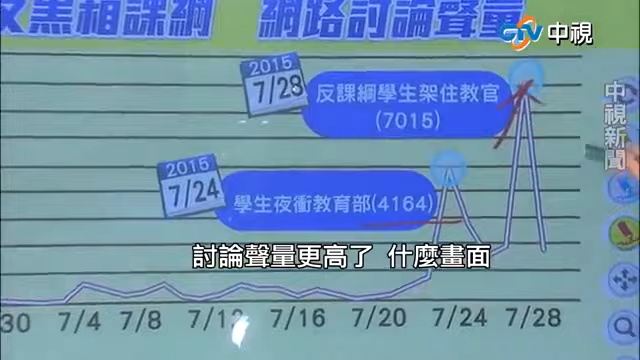 反黑箱課綱 網路討論聲量
中視
2015
7/28
反課綱學生架住教官
(7015)
2015
7/24
學生夜衝教育部(4164)
中視新聞
討論聲量更高了 什麼畫面
30 7/4 7/8 7/12 7/16 7/20 7/24 7/28